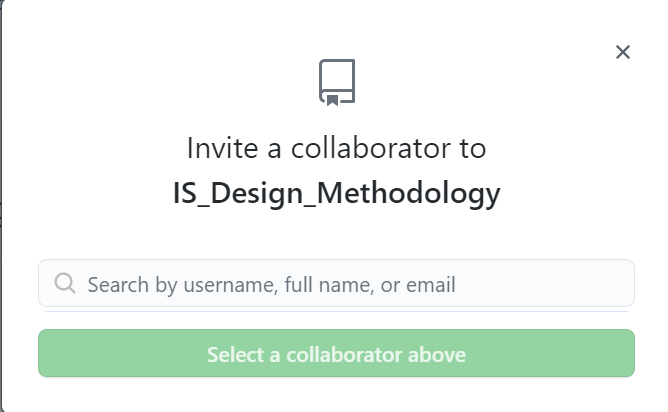 Invite a collaborator to
IS_Design_Methodology
Search by username, full name, or email
Select a collaborator above